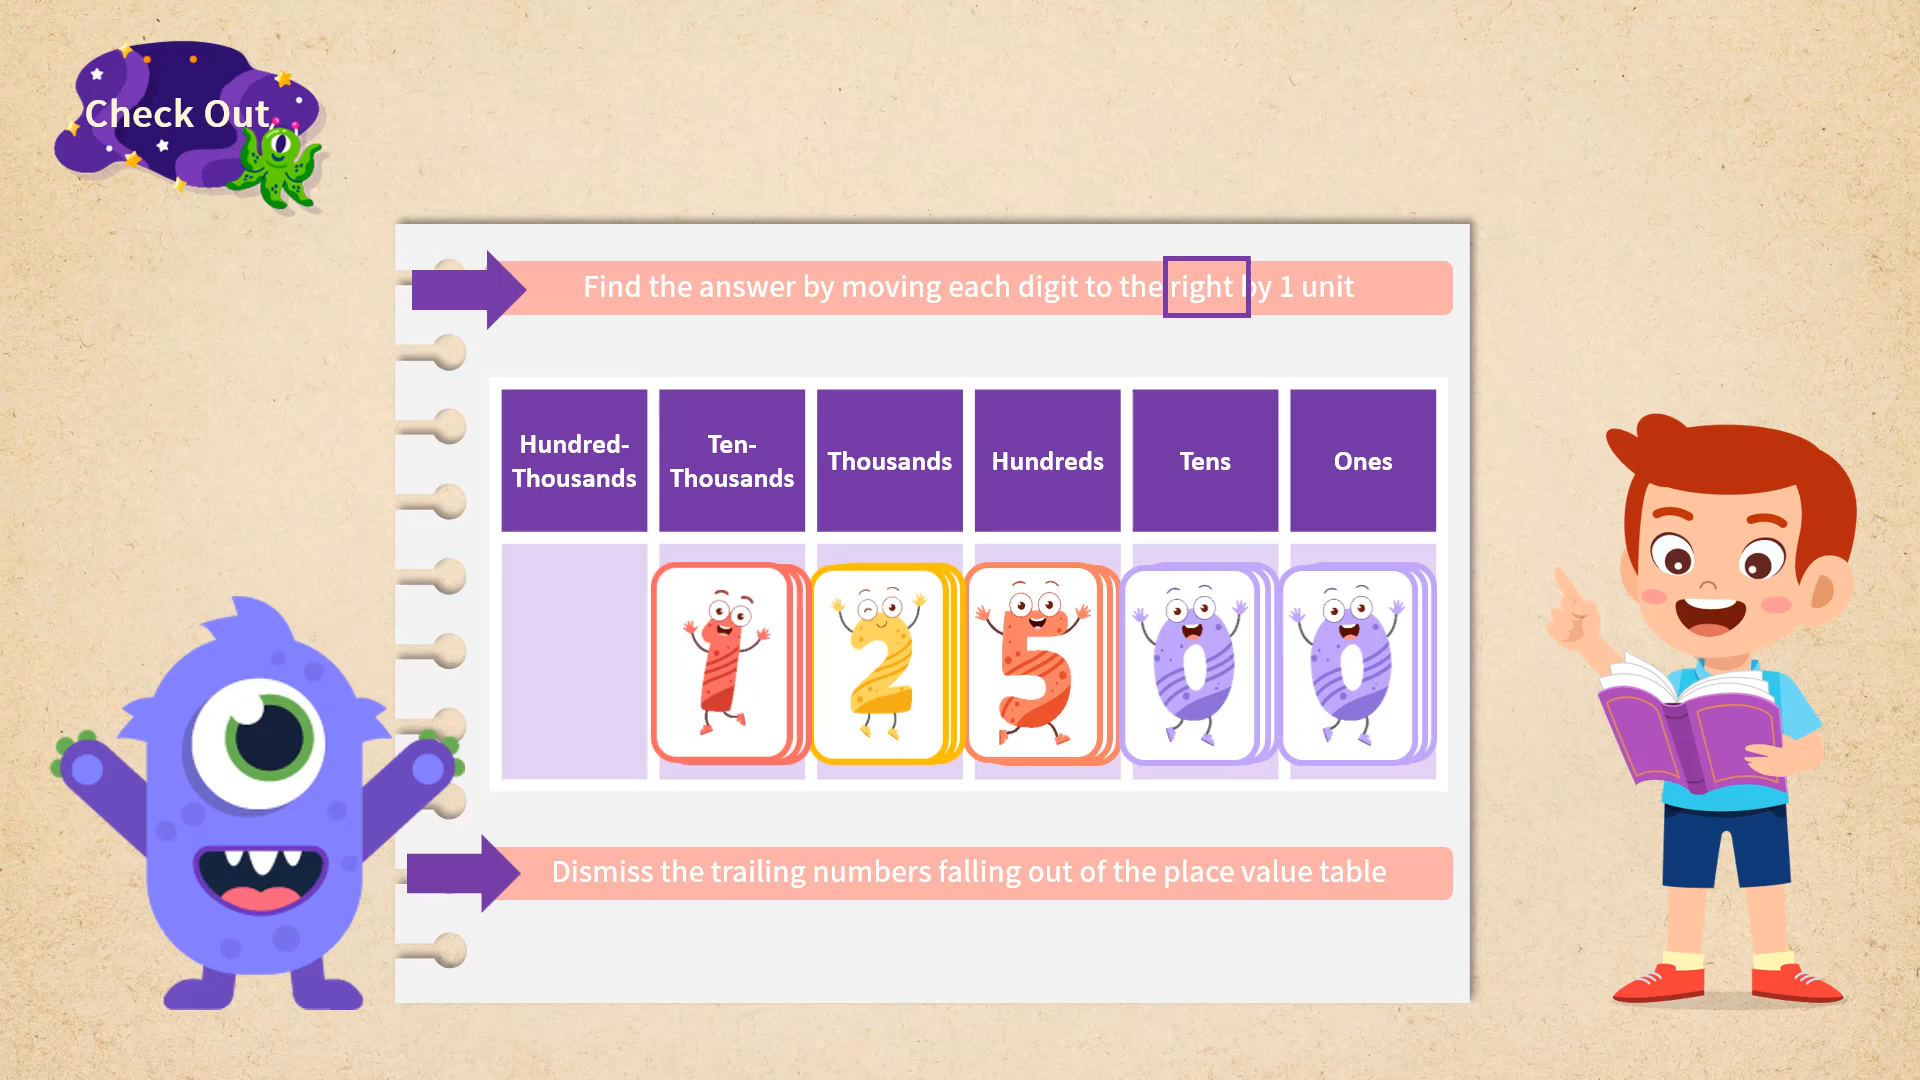 Check Out
Find the answer by moving each digit to the right by 1 unit
Hundred-
Thousands
Ten-
Thousands
Thousands
Hundreds
Tens
Ones
1 2 5 0 0
Dismiss the trailing numbers falling out of the place value table